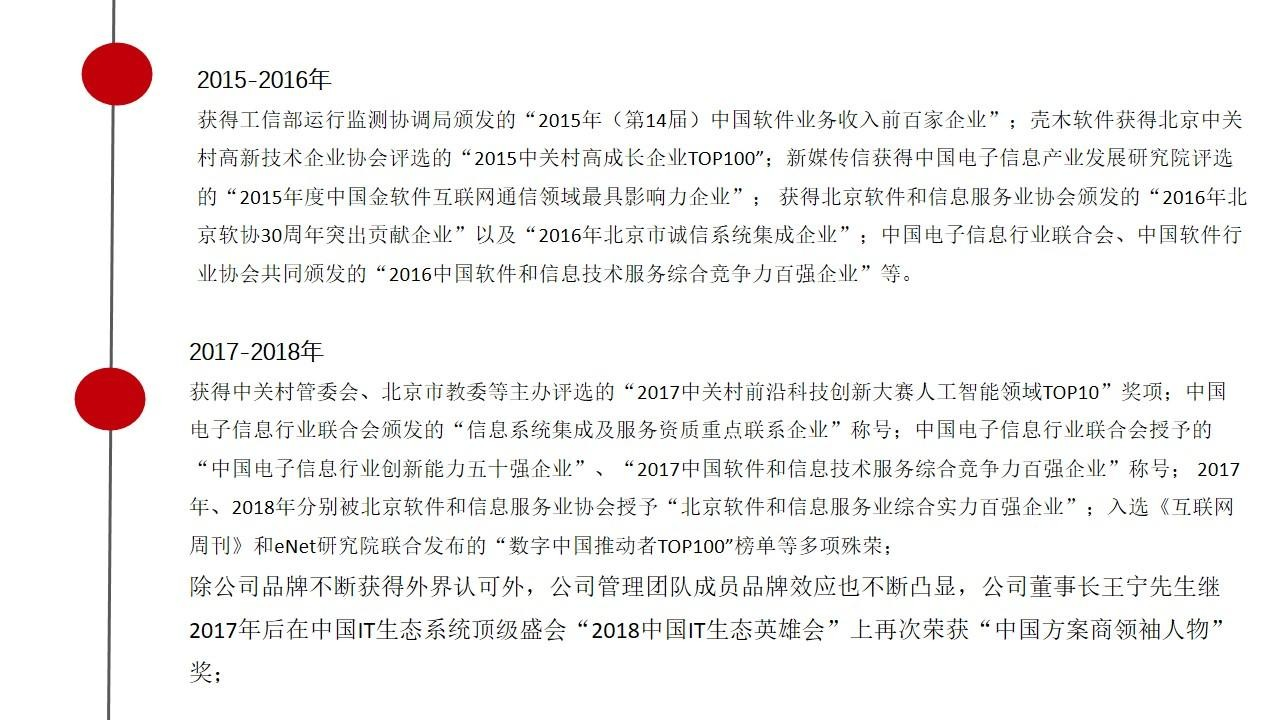 2015-2016年
获得工信部运行监测协调局颁发的“2015年（第14届）中国软件业务收入前百家企业”；壳木软件获得北京中关
村高新技术企业协会评选的“2015中关村高成长企业TOP100”；新媒传信获得中国电子信息产业发展研究院评选
的“2015年度中国金软件互联网通信领域最具影响力企业”； 获得北京软件和信息服务业协会颁发的“2016年北
京软协30周年突出贡献企业”以及“2016年北京市诚信系统集成企业”；中国电子信息行业联合会、中国软件行
业协会共同颁发的“2016中国软件和信息技术服务综合竞争力百强企业”等。
2017-2018年
获得中关村管委会、北京市教委等主办评选的“2017中关村前沿科技创新大赛人工智能领域TOP10”奖项；中国
电子信息行业联合会颁发的“信息系统集成及服务资质重点联系企业”称号；中国电子信息行业联合会授予的
“中国电子信息行业创新能力五十强企业”、“2017中国软件和信息技术服务综合竞争力百强企业”称号； 2017
年、2018年分别被北京软件和信息服务业协会授予“北京软件和信息服务业综合实力百强企业”；入选《互联网
周刊》和eNet研究院联合发布的“数字中国推动者TOP100”榜单等多项殊荣；
除公司品牌不断获得外界认可外，公司管理团队成员品牌效应也不断凸显，公司董事长王宁先生继
2017年后在中国IT生态系统顶级盛会“2018中国IT生态英雄会”上再次荣获“中国方案商领袖人物”
奖；